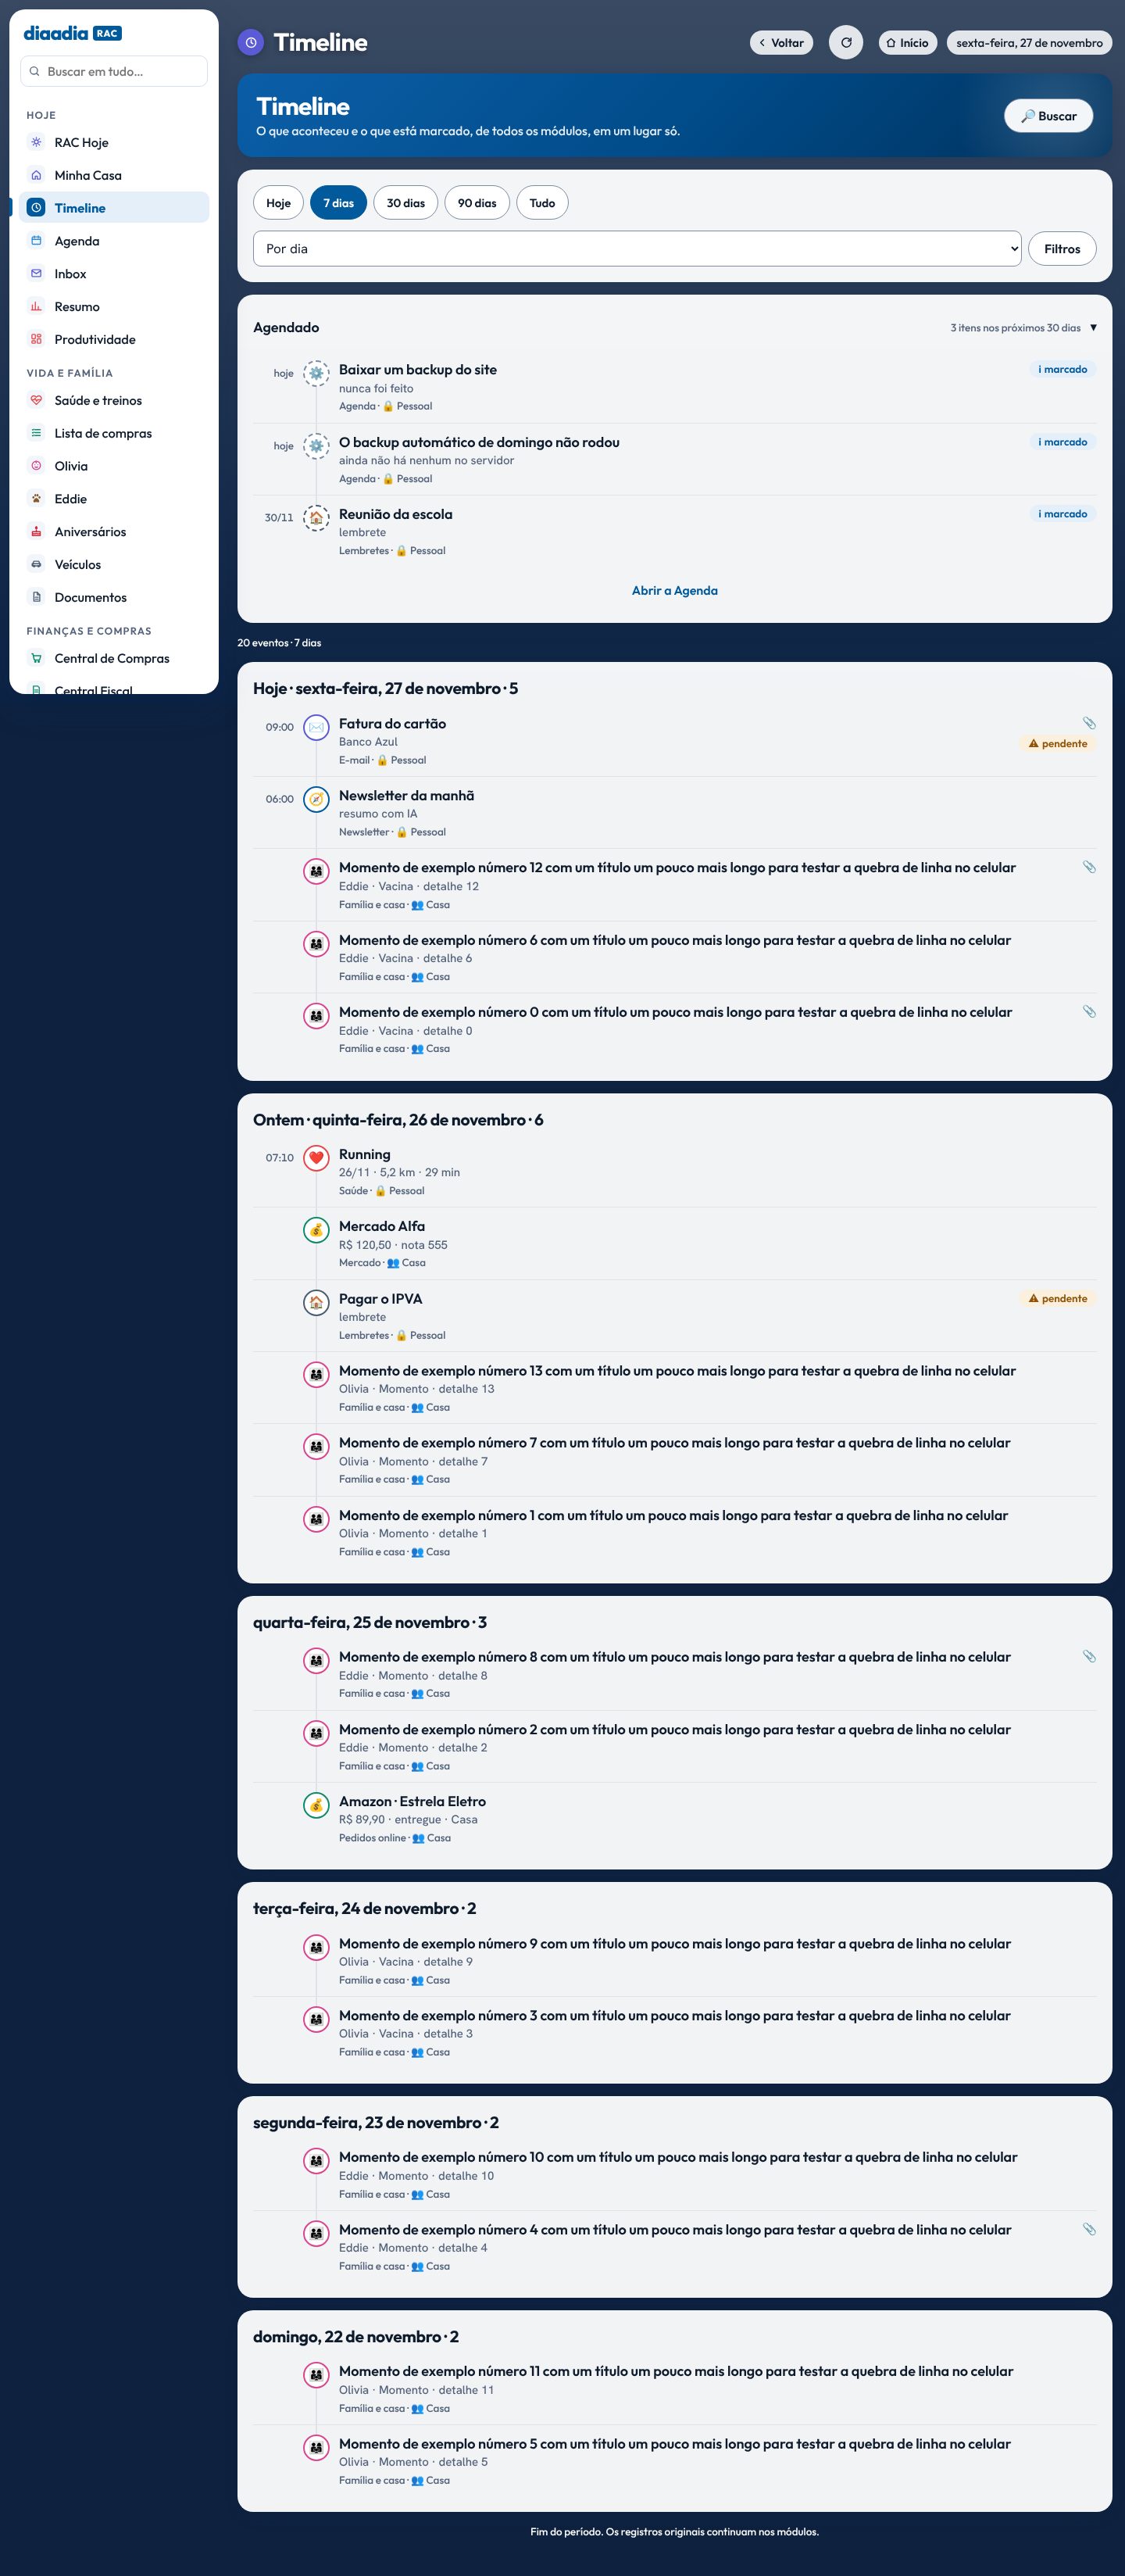 diaadia RAC
Buscar em tudo...
HOJE
RAC Hoje
Minha Casa
Timeline
Agenda
Inbox
Resumo
Produtividade
VIDA E FAMÍLIA
Saúde e treinos
Lista de compras
Olivia
Eddie
Aniversários
Veículos
Documentos
FINANÇAS E COMPRAS
Central de Compras
Central Fiscal
Timeline
Voltar
Início
sexta-feira, 27 de novembro
Timeline
O que aconteceu e o que está marcado, de todos os módulos, em um lugar só.
🔎 Buscar
Hoje
7 dias
30 dias
90 dias
Tudo
Por dia
Filtros
Agendado
3 itens nos próximos 30 dias ▾
hoje
Baixar um backup do site
nunca foi feito
Agenda · 🔒 Pessoal
i marcado
hoje
O backup automático de domingo não rodou
ainda não há nenhum no servidor
Agenda · 🔒 Pessoal
i marcado
30/11
Reunião da escola
lembrete
Lembretes · 🔒 Pessoal
i marcado
Abrir a Agenda
20 eventos · 7 dias
Hoje · sexta-feira, 27 de novembro · 5
09:00
Fatura do cartão
Banco Azul
E-mail · 🔒 Pessoal
⚠ pendente
06:00
Newsletter da manhã
resumo com IA
Newsletter · 🔒 Pessoal
Momento de exemplo número 12 com um título um pouco mais longo para testar a quebra de linha no celular
Eddie · Vacina · detalhe 12
Família e casa · 👥 Casa
Momento de exemplo número 6 com um título um pouco mais longo para testar a quebra de linha no celular
Eddie · Vacina · detalhe 6
Família e casa · 👥 Casa
Momento de exemplo número 0 com um título um pouco mais longo para testar a quebra de linha no celular
Eddie · Vacina · detalhe 0
Família e casa · 👥 Casa
Ontem · quinta-feira, 26 de novembro · 6
07:10
Running
26/11 · 5,2 km · 29 min
Saúde · 🔒 Pessoal
Mercado Alfa
R$ 120,50 · nota 555
Mercado · 👥 Casa
Pagar o IPVA
lembrete
Lembretes · 🔒 Pessoal
⚠ pendente
Momento de exemplo número 13 com um título um pouco mais longo para testar a quebra de linha no celular
Olivia · Momento · detalhe 13
Família e casa · 👥 Casa
Momento de exemplo número 7 com um título um pouco mais longo para testar a quebra de linha no celular
Olivia · Momento · detalhe 7
Família e casa · 👥 Casa
Momento de exemplo número 1 com um título um pouco mais longo para testar a quebra de linha no celular
Olivia · Momento · detalhe 1
Família e casa · 👥 Casa
quarta-feira, 25 de novembro · 3
Momento de exemplo número 8 com um título um pouco mais longo para testar a quebra de linha no celular
Eddie · Momento · detalhe 8
Família e casa · 👥 Casa
Momento de exemplo número 2 com um título um pouco mais longo para testar a quebra de linha no celular
Eddie · Momento · detalhe 2
Família e casa · 👥 Casa
Amazon · Estrela Eletro
R$ 89,90 · entregue · Casa
Pedidos online · 👥 Casa
terça-feira, 24 de novembro · 2
Momento de exemplo número 9 com um título um pouco mais longo para testar a quebra de linha no celular
Olivia · Vacina · detalhe 9
Família e casa · 👥 Casa
Momento de exemplo número 3 com um título um pouco mais longo para testar a quebra de linha no celular
Olivia · Vacina · detalhe 3
Família e casa · 👥 Casa
segunda-feira, 23 de novembro · 2
Momento de exemplo número 10 com um título um pouco mais longo para testar a quebra de linha no celular
Eddie · Momento · detalhe 10
Família e casa · 👥 Casa
Momento de exemplo número 4 com um título um pouco mais longo para testar a quebra de linha no celular
Eddie · Momento · detalhe 4
Família e casa · 👥 Casa
domingo, 22 de novembro · 2
Momento de exemplo número 11 com um título um pouco mais longo para testar a quebra de linha no celular
Olivia · Momento · detalhe 11
Família e casa · 👥 Casa
Momento de exemplo número 5 com um título um pouco mais longo para testar a quebra de linha no celular
Olivia · Momento · detalhe 5
Família e casa · 👥 Casa
Fim do período. Os registros originais continuam nos módulos.